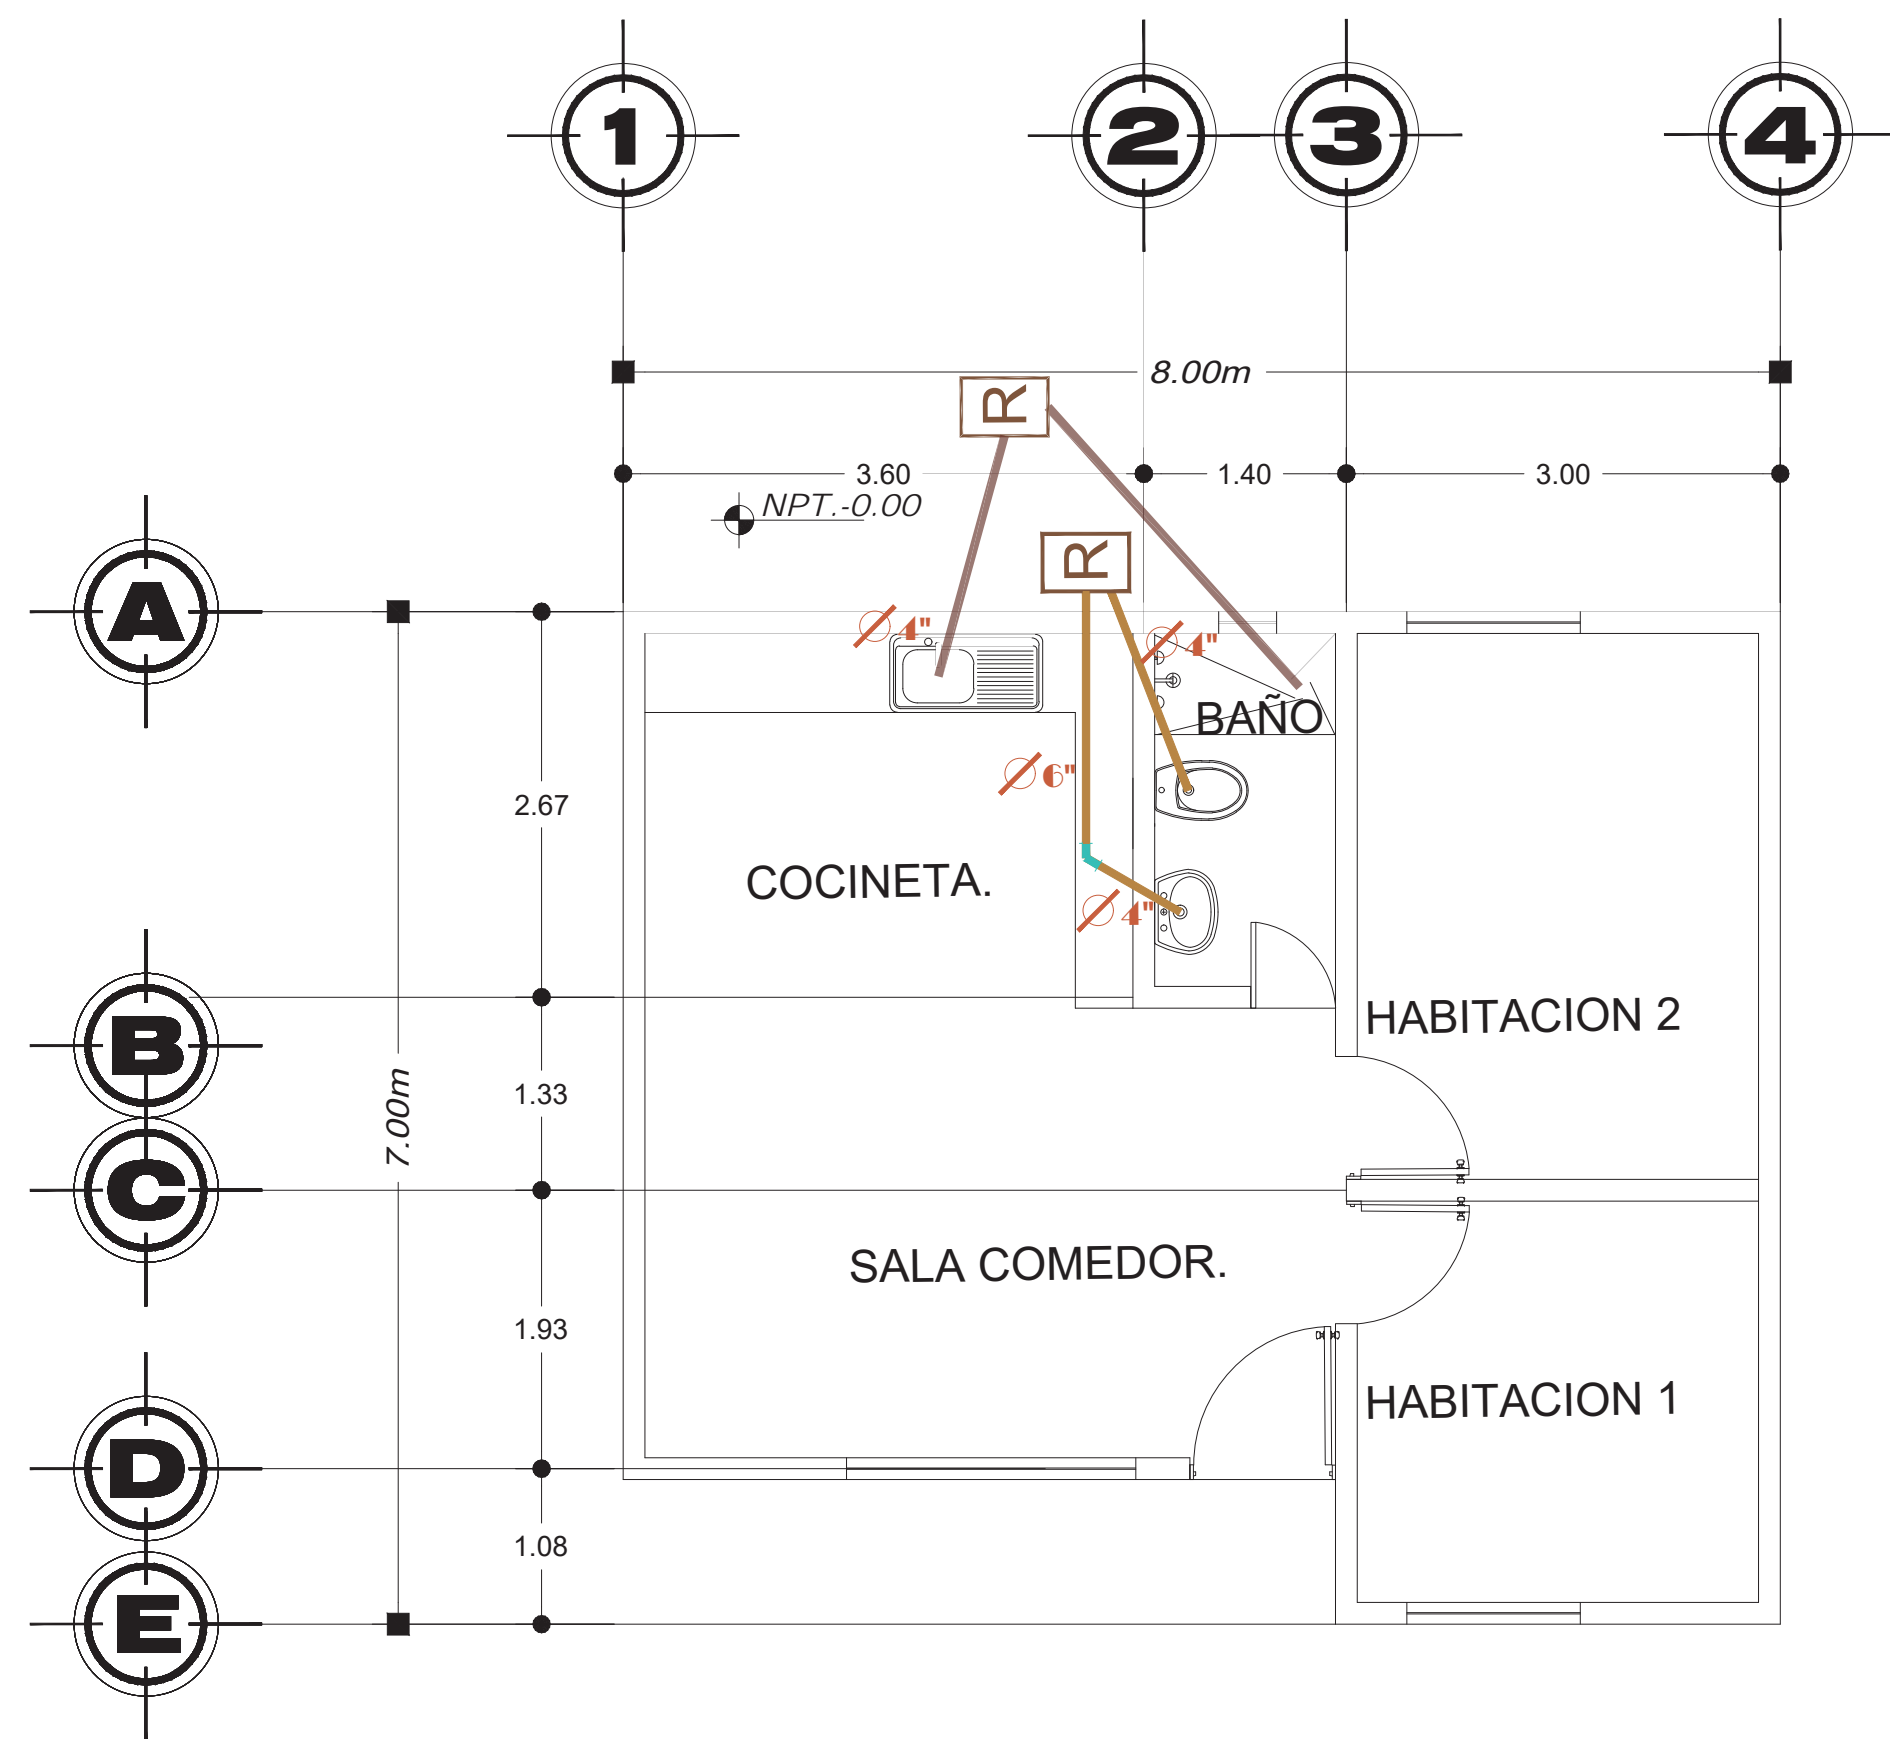 1
2
3
4
8.00m
R
3.60
1.40
3.00
NPT.-0.00
R
A
4"
4"
BAÑO
6"
2.67
COCINETA.
4"
B
HABITACION 2
1.33
7.00m
C
SALA COMEDOR.
1.93
HABITACION 1
D
1.08
E